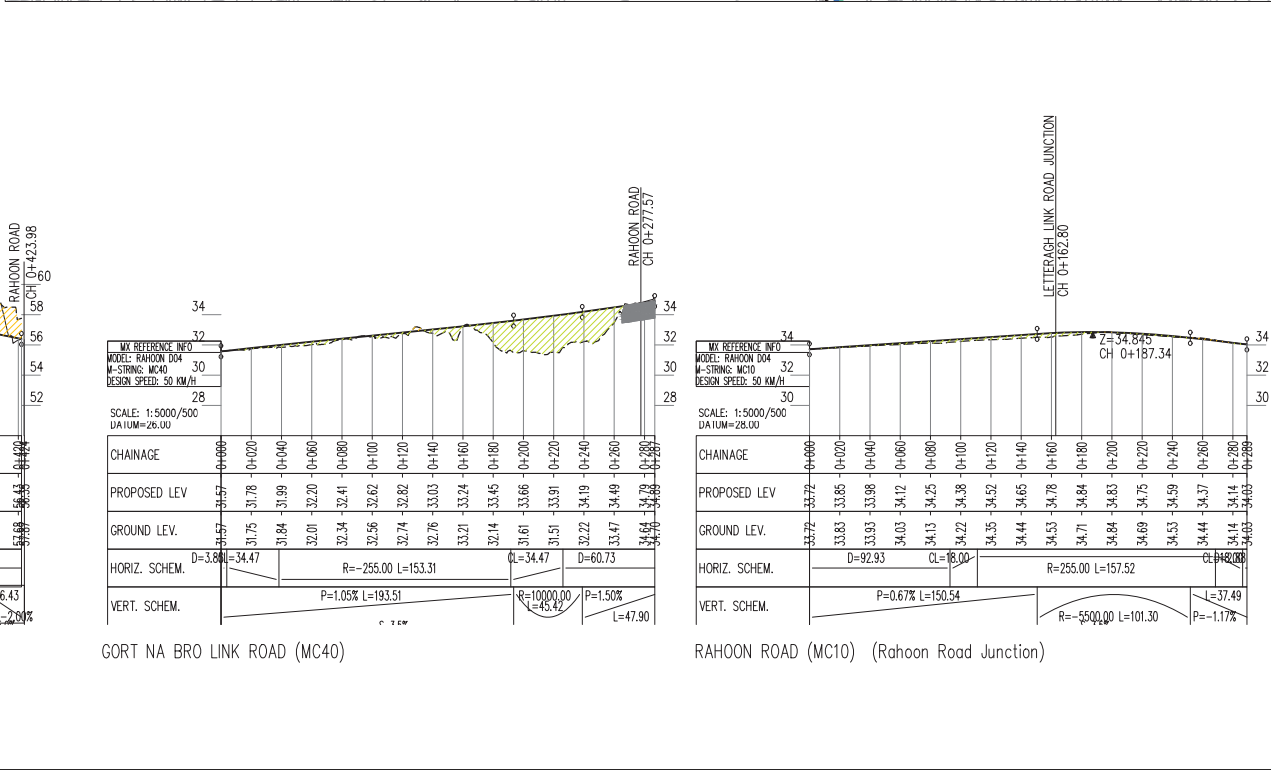 RAHOON ROAD
CH 0+423.98
60
58
56
54
52
0+420
0+424
56.43
57.68
57.87
6.43
-2.00%
RAHOON ROAD
CH 0+277.57
34
32
30
28
34
32
30
28
MX REFERENCE INFO
MODEL: RAHOON D04
M-STRING: MC40
DESIGN SPEED: 50 KM/H
SCALE: 1:5000/500
DATUM=26.00
CHAINAGE 0+000 0+020 0+040 0+060 0+080 0+100 0+120 0+140 0+160 0+180 0+200 0+220 0+240 0+260 0+280 0+287
PROPOSED LEV 31.57 31.78 31.99 32.20 32.41 32.62 32.82 33.03 33.24 33.45 33.66 33.91 34.19 34.49 34.79 34.89
GROUND LEV. 31.57 31.75 31.84 32.01 32.34 32.56 32.74 32.76 33.21 32.14 31.61 31.51 32.22 33.47 34.64 34.70
HORIZ. SCHEM. L=34.47 R=-255.00 L=153.31 CL=34.47 D=60.73
VERT. SCHEM. P=1.05% L=193.51 R=10000.00 L=45.42 P=1.50% L=47.90
GORT NA BRO LINK ROAD (MC40)
LETTERAGH LINK ROAD JUNCTION
CH 0+162.80
Z=34.845
CH 0+187.34
34
32
30
34
30
MX REFERENCE INFO
MODEL: RAHOON D04
M-STRING: MC10
DESIGN SPEED: 50 KM/H
SCALE: 1:5000/500
DATUM=28.00
CHAINAGE 0+000 0+020 0+040 0+060 0+080 0+100 0+120 0+140 0+160 0+180 0+200 0+220 0+240 0+260 0+280 0+289
PROPOSED LEV 33.72 33.85 33.98 34.12 34.25 34.38 34.52 34.65 34.78 34.84 34.83 34.75 34.59 34.37 34.14 34.03
GROUND LEV. 33.72 33.83 33.93 34.03 34.13 34.22 34.35 34.44 34.53 34.71 34.84 34.69 34.53 34.44 34.14 34.03
HORIZ. SCHEM. D=92.93 CL=18.00 R=255.00 L=157.52
VERT. SCHEM. P=0.67% L=150.54 R=-5500.00 L=101.30 L=37.49 P=-1.17%
RAHOON ROAD (MC10) (Rahoon Road Junction)